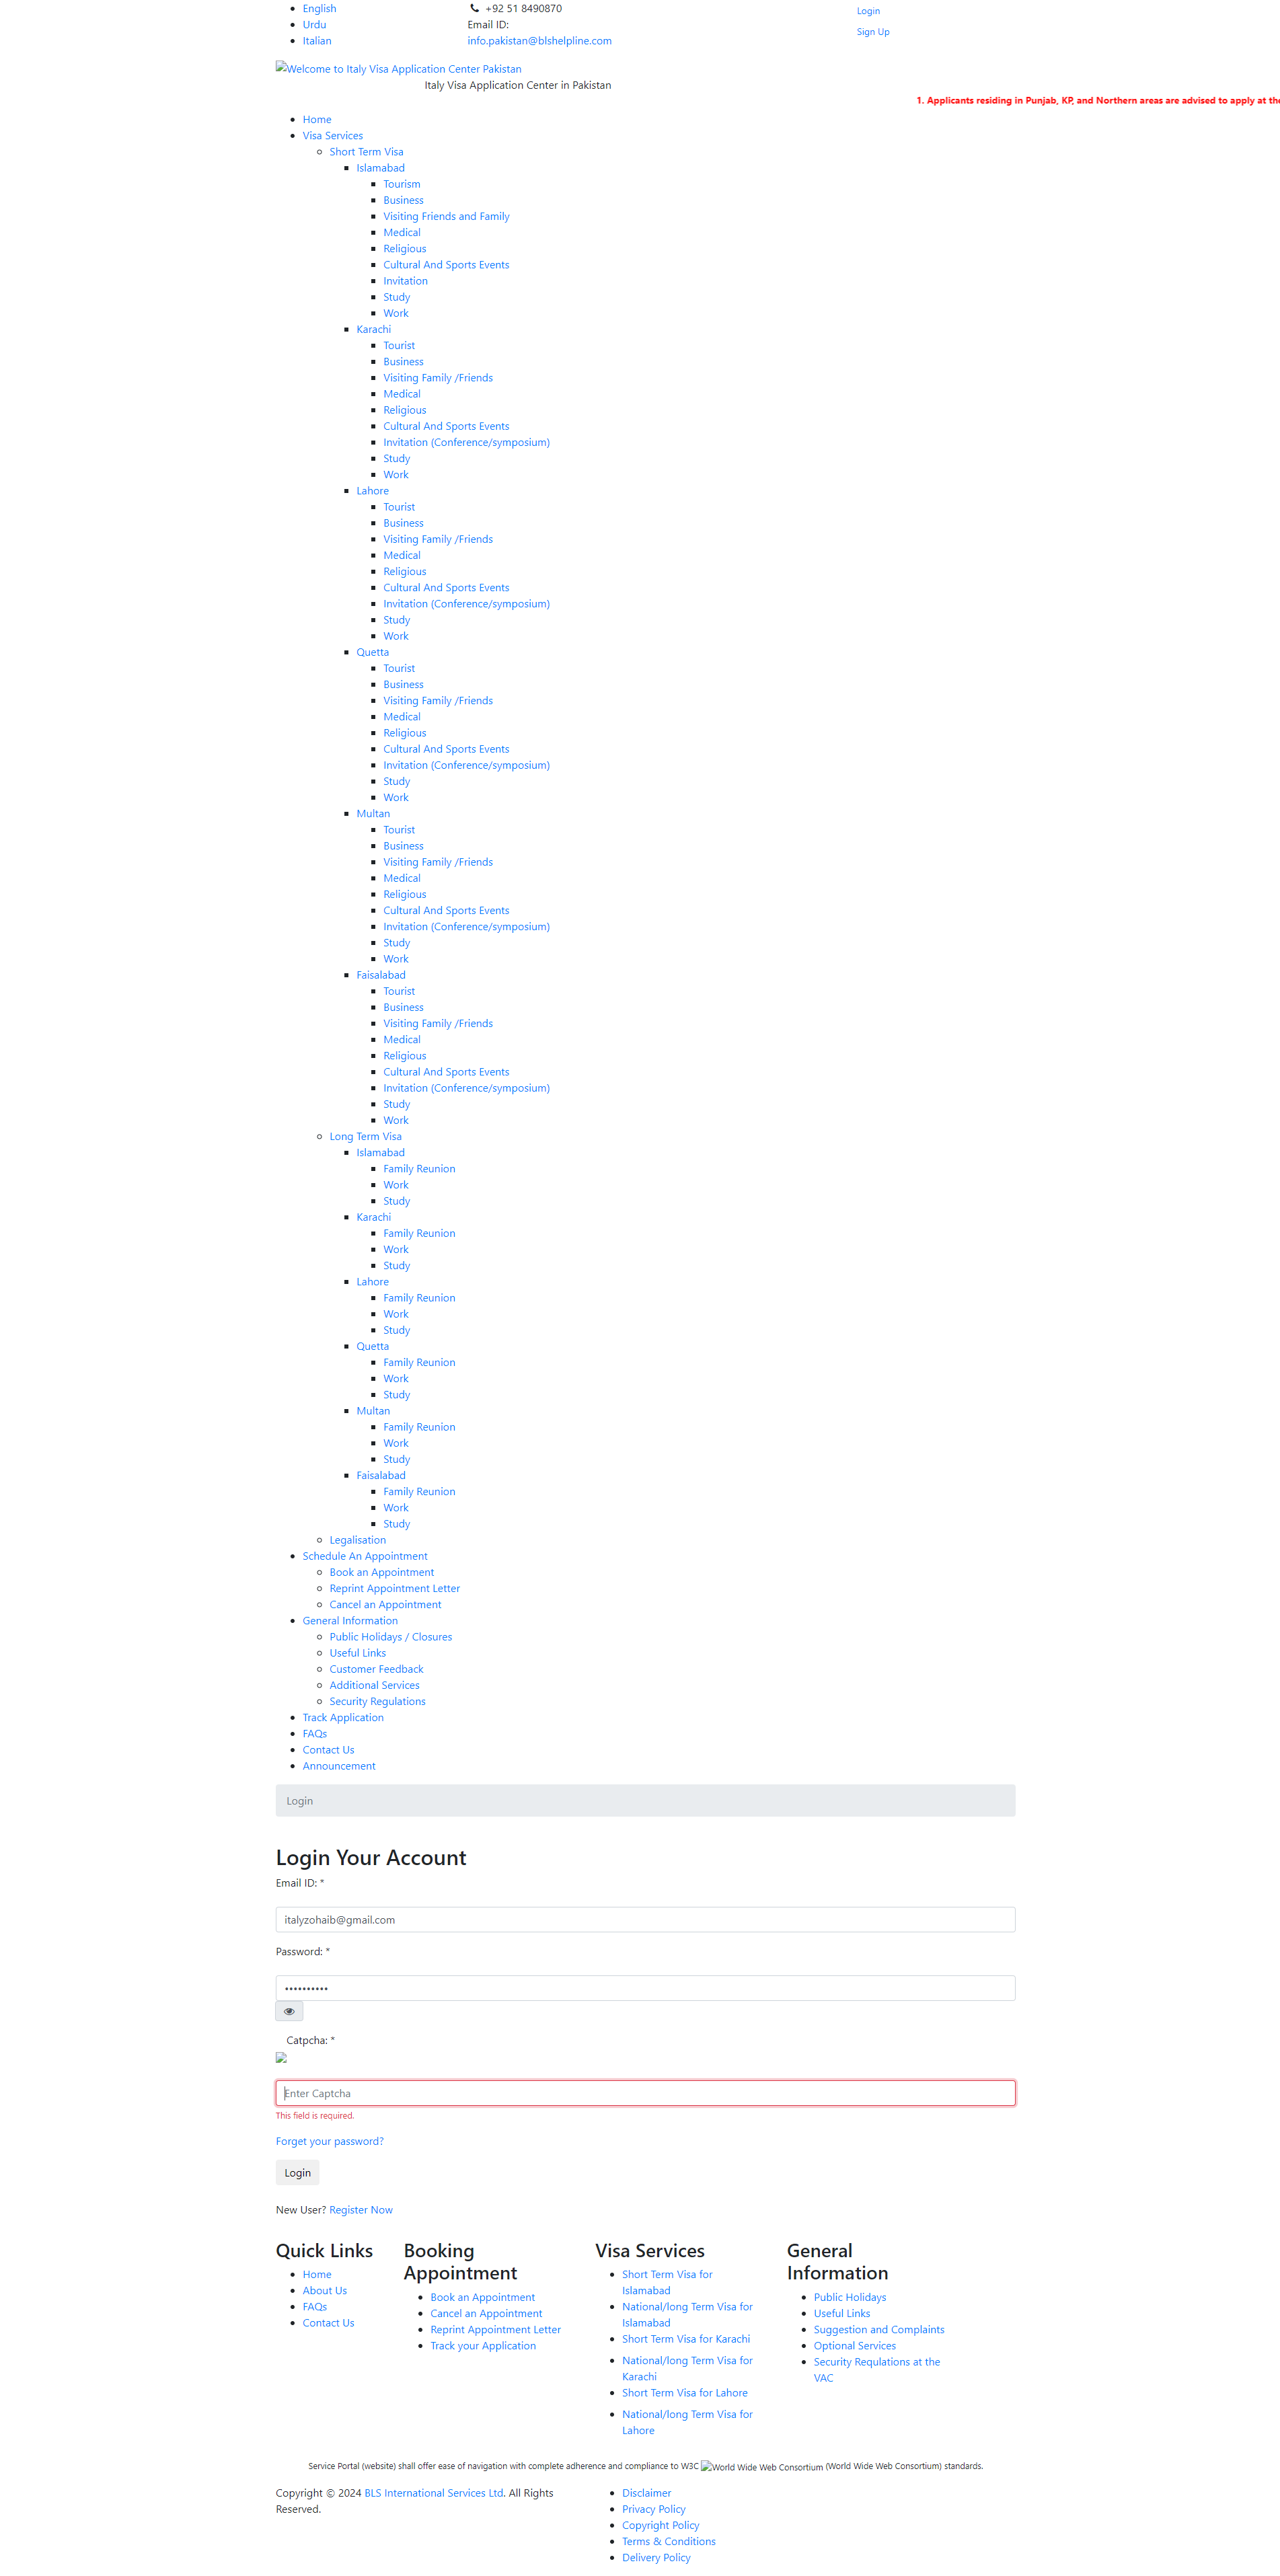 English
Urdu
Italian
+92 51 8490870
Email ID:
info.pakistan@blshelpline.com
Login
Sign Up
Welcome to Italy Visa Application Center Pakistan
Italy Visa Application Center in Pakistan
1. Applicants residing in Punjab, KP, and Northern areas are advised to apply at the
Home
Visa Services
Short Term Visa
Islamabad
Tourism
Business
Visiting Friends and Family
Medical
Religious
Cultural And Sports Events
Invitation
Study
Work
Karachi
Tourist
Business
Visiting Family /Friends
Medical
Religious
Cultural And Sports Events
Invitation (Conference/symposium)
Study
Work
Lahore
Tourist
Business
Visiting Family /Friends
Medical
Religious
Cultural And Sports Events
Invitation (Conference/symposium)
Study
Work
Quetta
Tourist
Business
Visiting Family /Friends
Medical
Religious
Cultural And Sports Events
Invitation (Conference/symposium)
Study
Work
Multan
Tourist
Business
Visiting Family /Friends
Medical
Religious
Cultural And Sports Events
Invitation (Conference/symposium)
Study
Work
Faisalabad
Tourist
Business
Visiting Family /Friends
Medical
Religious
Cultural And Sports Events
Invitation (Conference/symposium)
Study
Work
Long Term Visa
Islamabad
Family Reunion
Work
Study
Karachi
Family Reunion
Work
Study
Lahore
Family Reunion
Work
Study
Quetta
Family Reunion
Work
Study
Multan
Family Reunion
Work
Study
Faisalabad
Family Reunion
Work
Study
Legalisation
Schedule An Appointment
Book an Appointment
Reprint Appointment Letter
Cancel an Appointment
General Information
Public Holidays / Closures
Useful Links
Customer Feedback
Additional Services
Security Regulations
Track Application
FAQs
Contact Us
Announcement
Login
Login Your Account
Email ID: *
italyzohaib@gmail.com
Password: *
••••••••••
Catpcha: *
Enter Captcha
This field is required.
Forget your password?
Login
New User? Register Now
Quick Links
Home
About Us
FAQs
Contact Us
Booking
Appointment
Book an Appointment
Cancel an Appointment
Reprint Appointment Letter
Track your Application
Visa Services
Short Term Visa for
Islamabad
National/long Term Visa for
Islamabad
Short Term Visa for Karachi
National/long Term Visa for
Karachi
Short Term Visa for Lahore
National/long Term Visa for
Lahore
General
Information
Public Holidays
Useful Links
Suggestion and Complaints
Optional Services
Security Requlations at the
VAC
Service Portal (website) shall offer ease of navigation with complete adherence and compliance to W3C World Wide Web Consortium (World Wide Web Consortium) standards.
Copyright © 2024 BLS International Services Ltd. All Rights
Reserved.
Disclaimer
Privacy Policy
Copyright Policy
Terms & Conditions
Delivery Policy